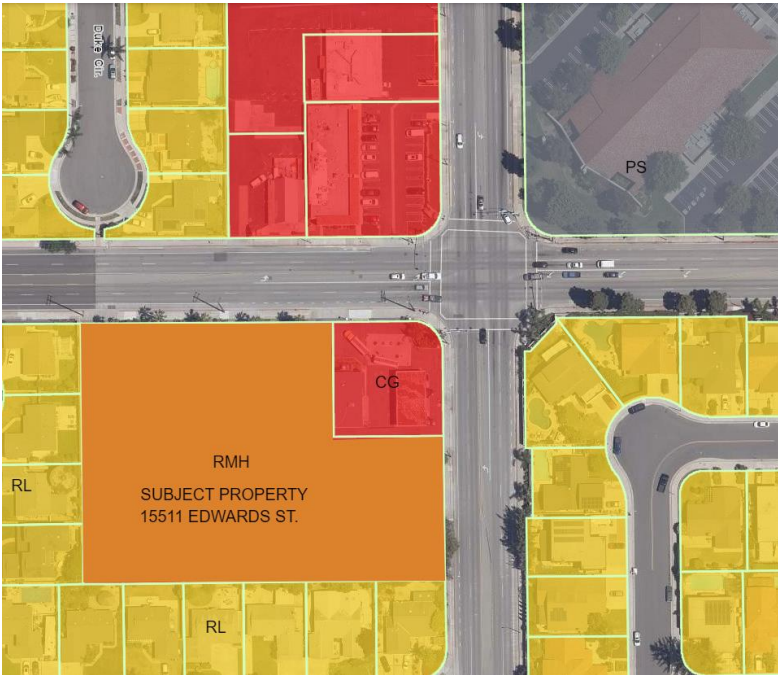 Duke Cir.
PS
CG
RMH
SUBJECT PROPERTY
15511 EDWARDS ST.
RL
RL